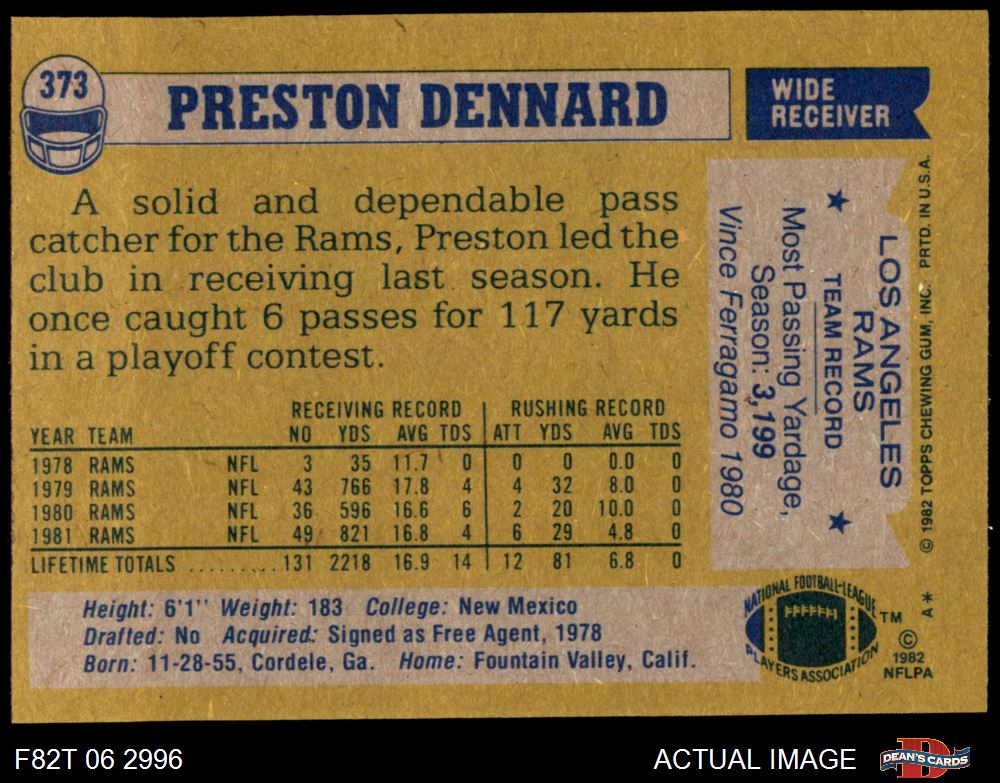 373
PRESTON DENNARD
WIDE
RECEIVER
A solid and dependable pass
catcher for the Rams, Preston led the
club in receiving last season. He
once caught 6 passes for 117 yards
in a playoff contest.
RECEIVING RECORD RUSHING RECORD
YEAR TEAM NO YDS AVG TDS ATT YDS AVG TDS
1978 RAMS NFL 3 35 11.7 0 0 0 0.0 0
1979 RAMS NFL 43 766 17.8 4 4 32 8.0 0
1980 RAMS NFL 36 596 16.6 6 2 20 10.0 0
1981 RAMS NFL 49 821 16.8 4 6 29 4.8 0
LIFETIME TOTALS .......... 131 2218 16.9 14 12 81 6.8 0
Height: 6'1" Weight: 183 College: New Mexico
Drafted: No Acquired: Signed as Free Agent, 1978
Born: 11-28-55, Cordele, Ga. Home: Fountain Valley, Calif.
LOS ANGELES
RAMS
★ TEAM RECORD ★
Most Passing Yardage,
Season: 3,199
Vince Ferragamo 1980
© 1982 TOPPS CHEWING GUM, INC. PRTD. IN U.S.A.
A*
NATIONAL FOOTBALL LEAGUE
PLAYERS ASSOCIATION
TM
©
1982
NFLPA
F82T 06 2996
ACTUAL IMAGE
DEAN'S CARDS